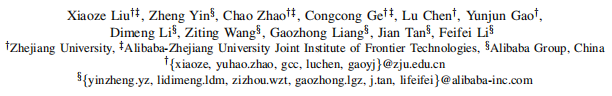 Xiaoze Liu†‡, Zheng Yin§, Chao Zhao†‡, Congcong Ge†‡, Lu Chen†, Yunjun Gao†,
Dimeng Li§, Ziting Wang§, Gaozhong Liang§, Jian Tan§, Feifei Li§
†Zhejiang University, ‡Alibaba-Zhejiang University Joint Institute of Frontier Technologies, §Alibaba Group, China
†{xiaoze, yuhao.zhao, gcc, luchen, gaoyj}@zju.edu.cn
§{yinzheng.yz, lidimeng.ldm, zizhou.wzt, gaozhong.lgz, j.tan, lifeifei}@alibaba-inc.com